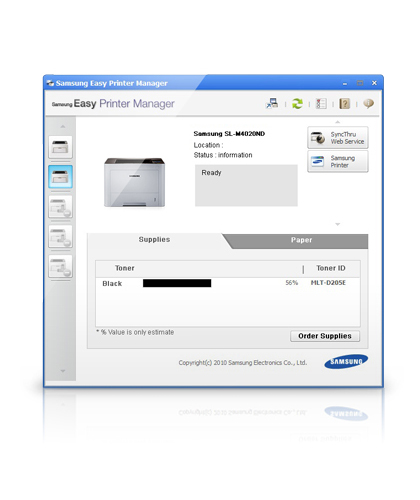 Samsung Easy Printer Manager
Samsung Easy Printer Manager
Samsung SL-M4020ND
Location :
Status : information
Ready
SyncThru
Web Service
Samsung
Printer
Supplies
Paper
Toner
Toner ID
Black
56%
MLT-D205E
* % Value is only estimate
Order Supplies
Copyright(c) 2010 Samsung Electronics Co., Ltd.
SAMSUNG